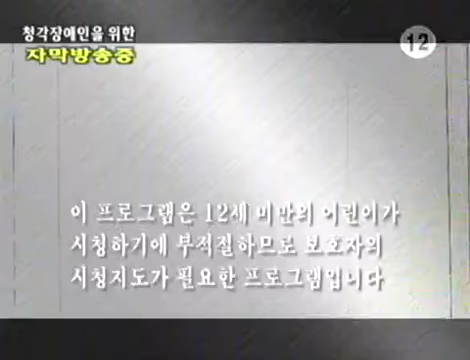 청각장애인을 위한
자막방송중
12
이 프로그램은 12세 미만의 어린이가
시청하기에 부적절하므로 보호자의
시청지도가 필요한 프로그램입니다